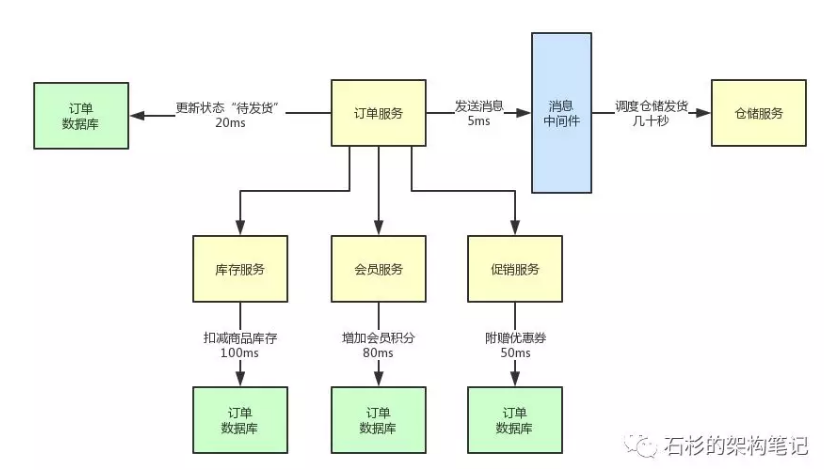 订单
数据库
更新状态“待发货”
20ms
订单服务
发送消息
5ms
消息
中间件
调度仓储发货
几十秒
仓储服务
库存服务
会员服务
促销服务
扣减商品库存
100ms
增加会员积分
80ms
附赠优惠券
50ms
订单
数据库
订单
数据库
订单
数据库
石杉的架构笔记